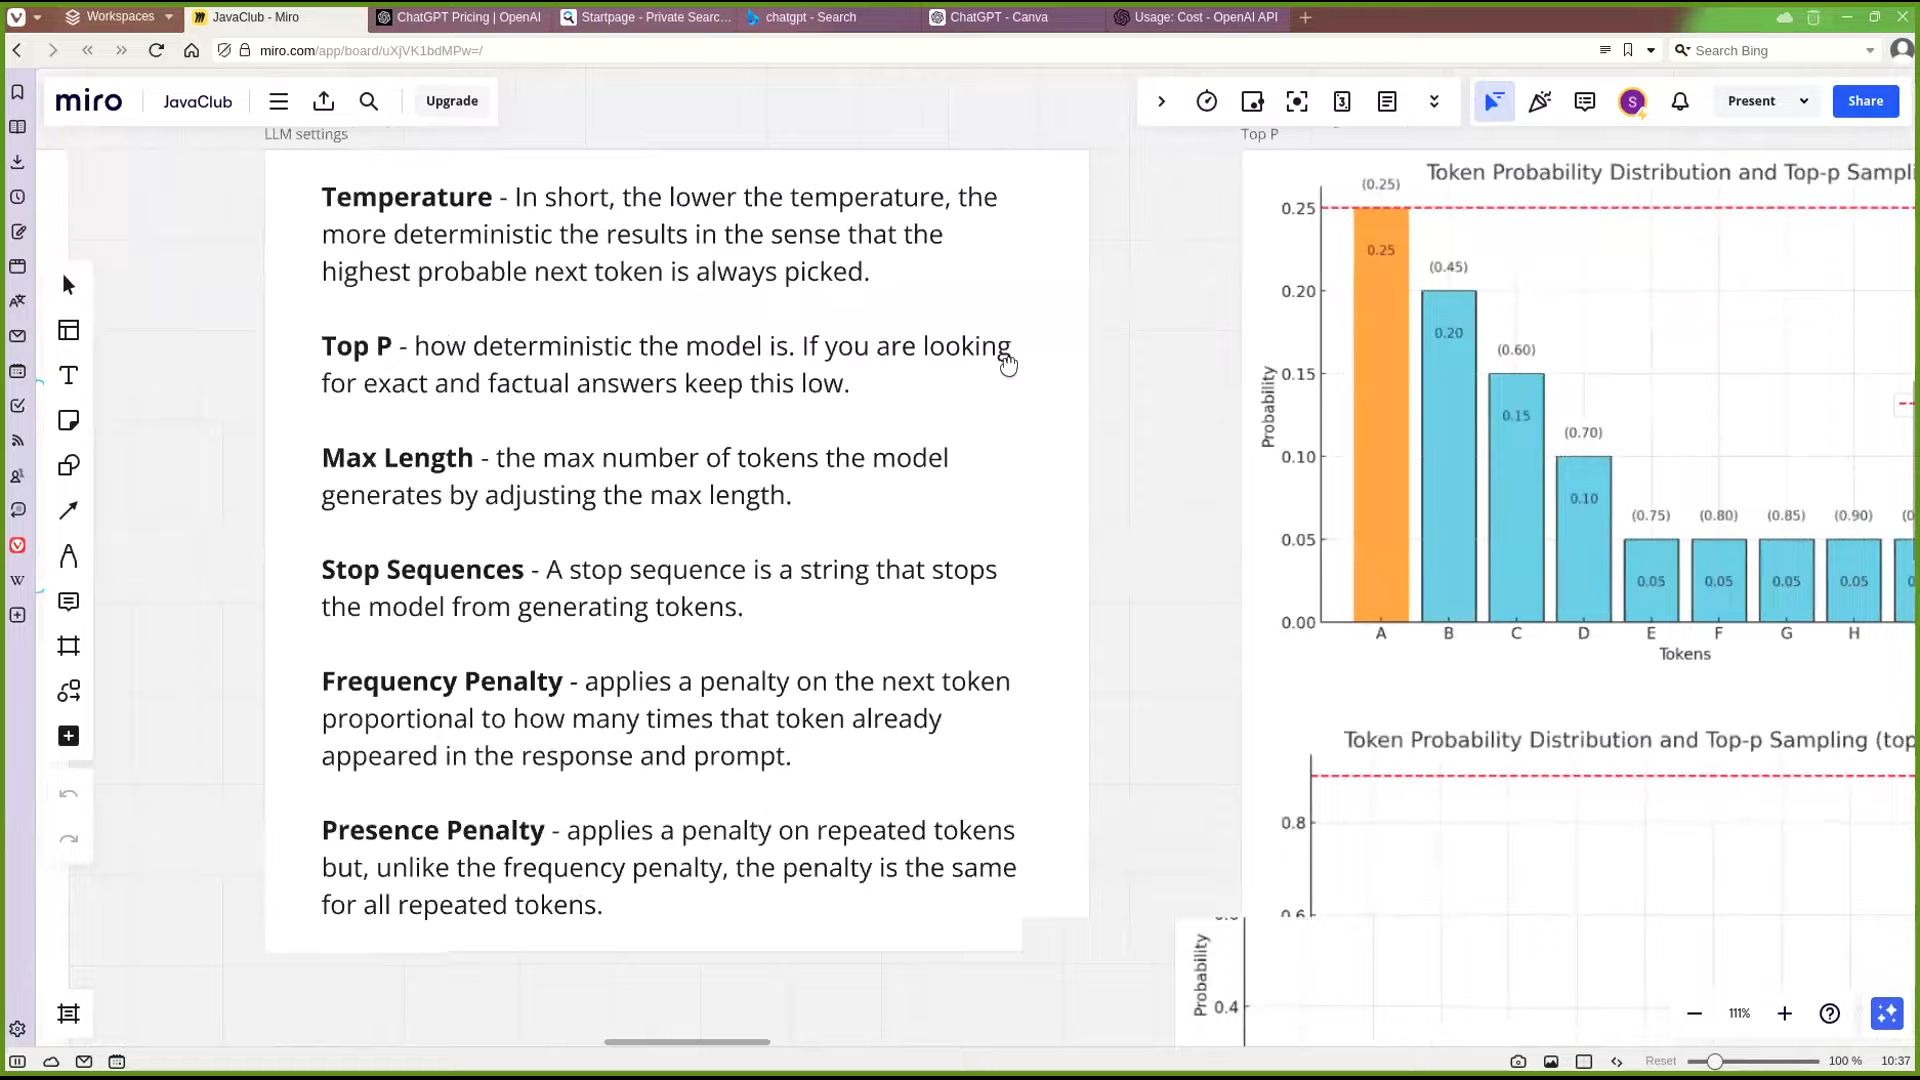 Workspaces
JavaClub - Miro
ChatGPT Pricing | OpenAI
Startpage - Private Searc...
chatgpt - Search
ChatGPT - Canva
Usage: Cost - OpenAI API
miro.com/app/board/uXjVK1bdMPw=/
Search Bing
miro
JavaClub
Upgrade
3
S
Present
Share
LLM settings
Temperature - In short, the lower the temperature, the
more deterministic the results in the sense that the
highest probable next token is always picked.
Top P - how deterministic the model is. If you are looking
for exact and factual answers keep this low.
Max Length - the max number of tokens the model
generates by adjusting the max length.
Stop Sequences - A stop sequence is a string that stops
the model from generating tokens.
Frequency Penalty - applies a penalty on the next token
proportional to how many times that token already
appeared in the response and prompt.
Presence Penalty - applies a penalty on repeated tokens
but, unlike the frequency penalty, the penalty is the same
for all repeated tokens.
Top P
Token Probability Distribution and Top-p Sampli
(0.25)
0.25
0.25
(0.45)
0.20
0.20
(0.60)
0.15
0.15
(0.70)
0.10
0.10
(0.75)
(0.80)
(0.85)
(0.90)
(0
0.05
0.05
0.05
0.05
0.05
0.00
A
B
C
D
E
F
G
H
Tokens
Probability
Token Probability Distribution and Top-p Sampling (top
0.8
0.6
Probability
0.4
111%
Reset
100 %
10:37